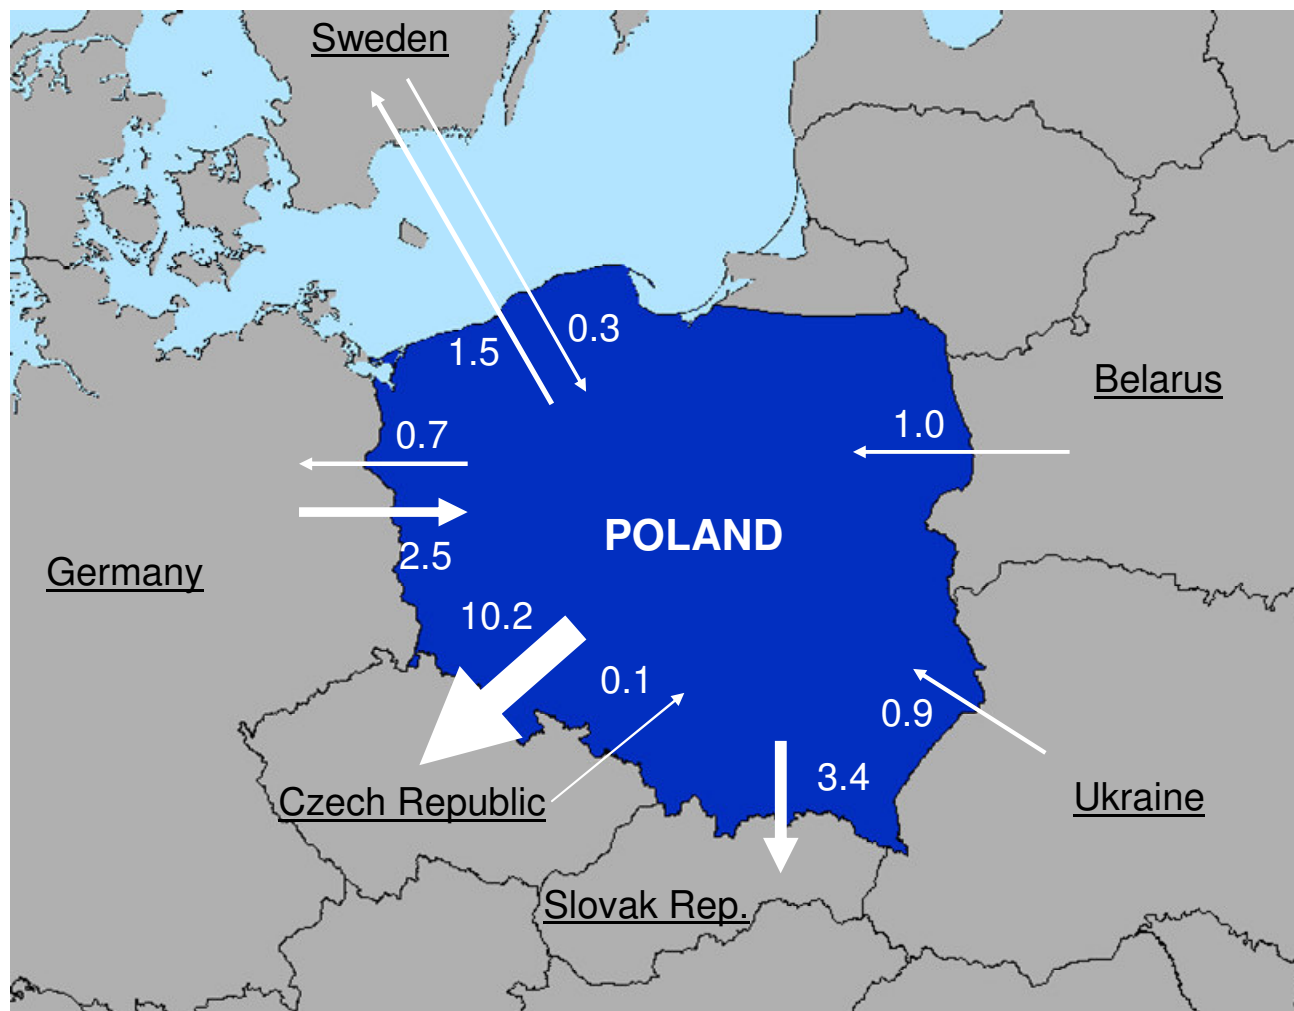 Sweden
0.3
1.5
Belarus
0.7
1.0
POLAND
2.5
Germany
10.2
0.1
0.9
3.4
Czech Republic
Ukraine
Slovak Rep.